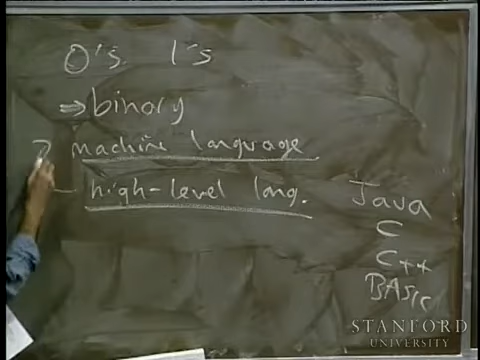 0's 1's
⇒ binary
machine language
high-level lang.
Java
C
C++
BASIC
STANFORD
UNIVERSITY